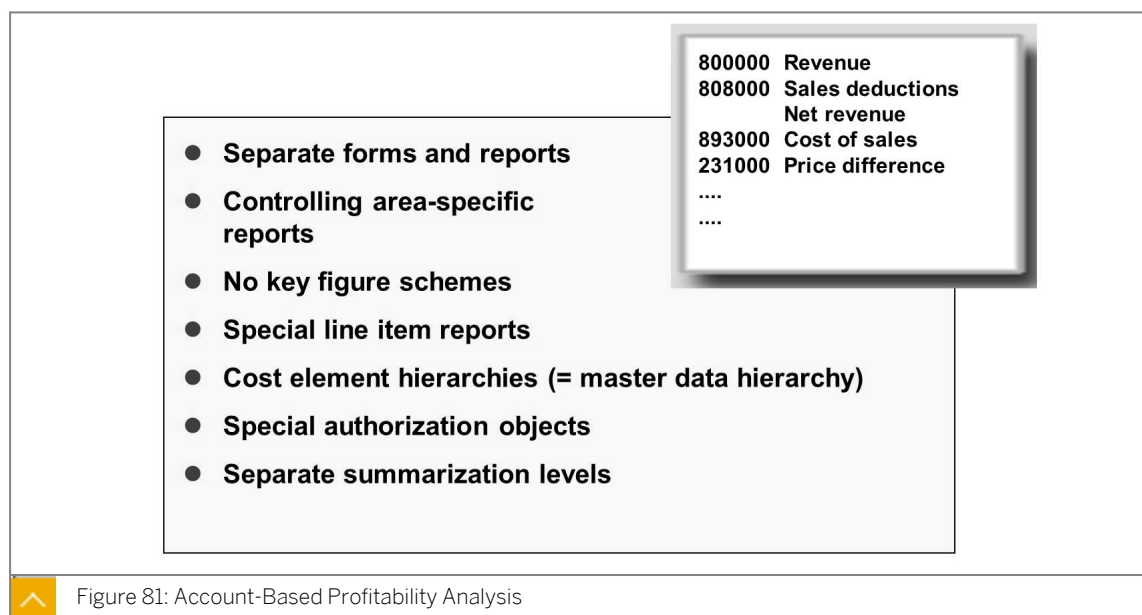 800000 Revenue
808000 Sales deductions
Net revenue
893000 Cost of sales
231000 Price difference
....
....
● Separate forms and reports
● Controlling area-specific
reports
● No key figure schemes
● Special line item reports
● Cost element hierarchies (= master data hierarchy)
● Special authorization objects
● Separate summarization levels
Figure 81: Account-Based Profitability Analysis